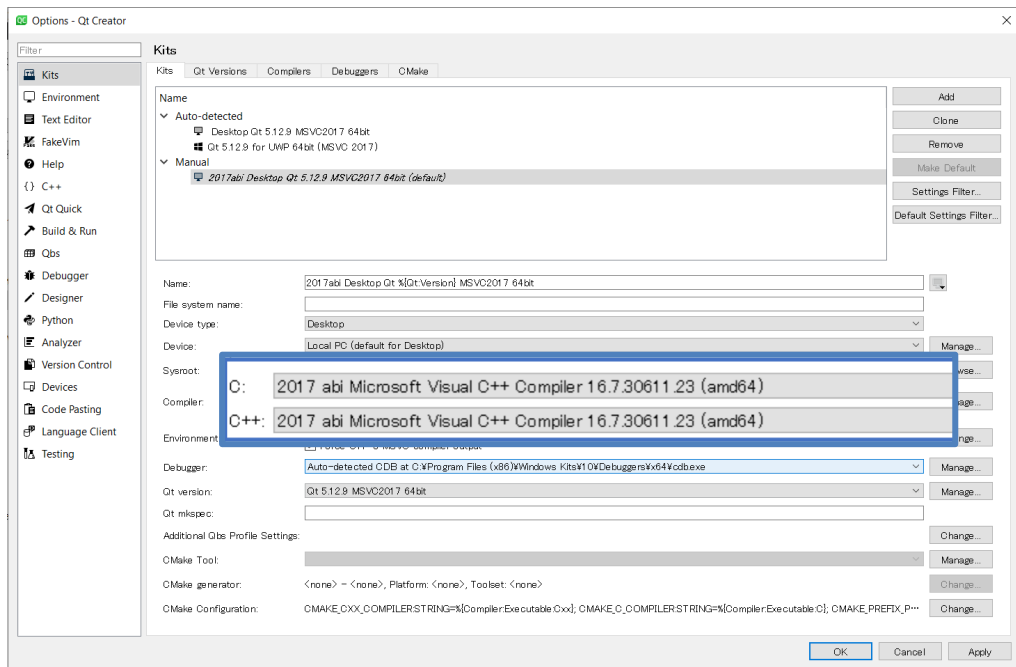 Options - Qt Creator
Filter
Kits
Environment
Text Editor
FakeVim
Help
{} C++
Qt Quick
Build & Run
Qbs
Debugger
Designer
Python
Analyzer
Version Control
Devices
Code Pasting
Language Client
Testing
Kits
Kits Qt Versions Compilers Debuggers CMake
Name
Auto-detected
Desktop Qt 5.12.9 MSVC2017 64bit
Qt 5.12.9 for UWP 64bit (MSVC 2017)
Manual
2017abi Desktop Qt 5.12.9 MSVC2017 64bit (default)
Add
Clone
Remove
Make Default
Settings Filter...
Default Settings Filter...
Name: 2017abi Desktop Qt %{Qt:Version} MSVC2017 64bit
File system name:
Device type: Desktop
Device: Local PC (default for Desktop) Manage...
Sysroot:
Compiler:
C: 2017 abi Microsoft Visual C++ Compiler 16.7.30611.23 (amd64)
C++: 2017 abi Microsoft Visual C++ Compiler 16.7.30611.23 (amd64)
Environment
Debugger: Auto-detected CDB at C:¥Program Files (x86)¥Windows Kits¥10¥Debuggers¥x64¥cdb.exe Manage...
Qt version: Qt 5.12.9 MSVC2017 64bit Manage...
Qt mkspec:
Additional Qbs Profile Settings: Change...
CMake Tool: Manage...
CMake generator: <none> - <none>, Platform: <none>, Toolset: <none> Change...
CMake Configuration: CMAKE_CXX_COMPILER:STRING=%{Compiler:Executable:Cxx}; CMAKE_C_COMPILER:STRING=%{Compiler:Executable:C}; CMAKE_PREFIX_P... Change...
OK Cancel Apply